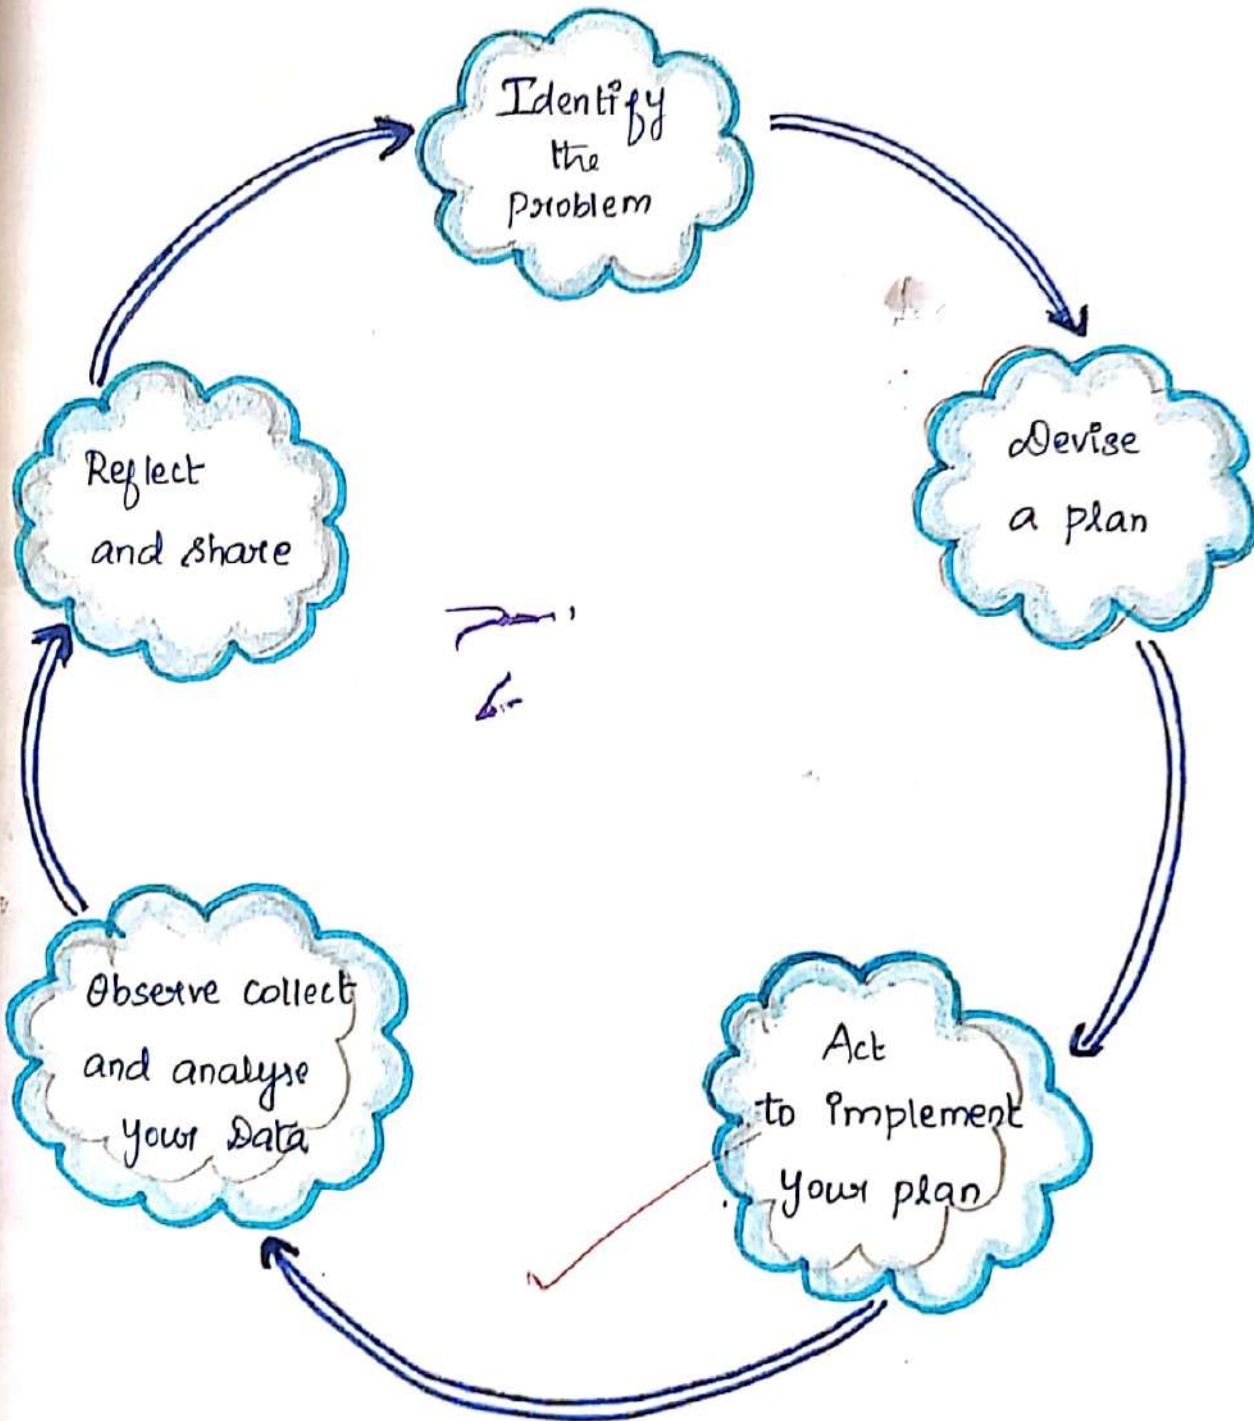 Identify
the
problem
Devise
a plan
Act
to implement
your plan
Observe collect
and analyse
your Data
Reflect
and share